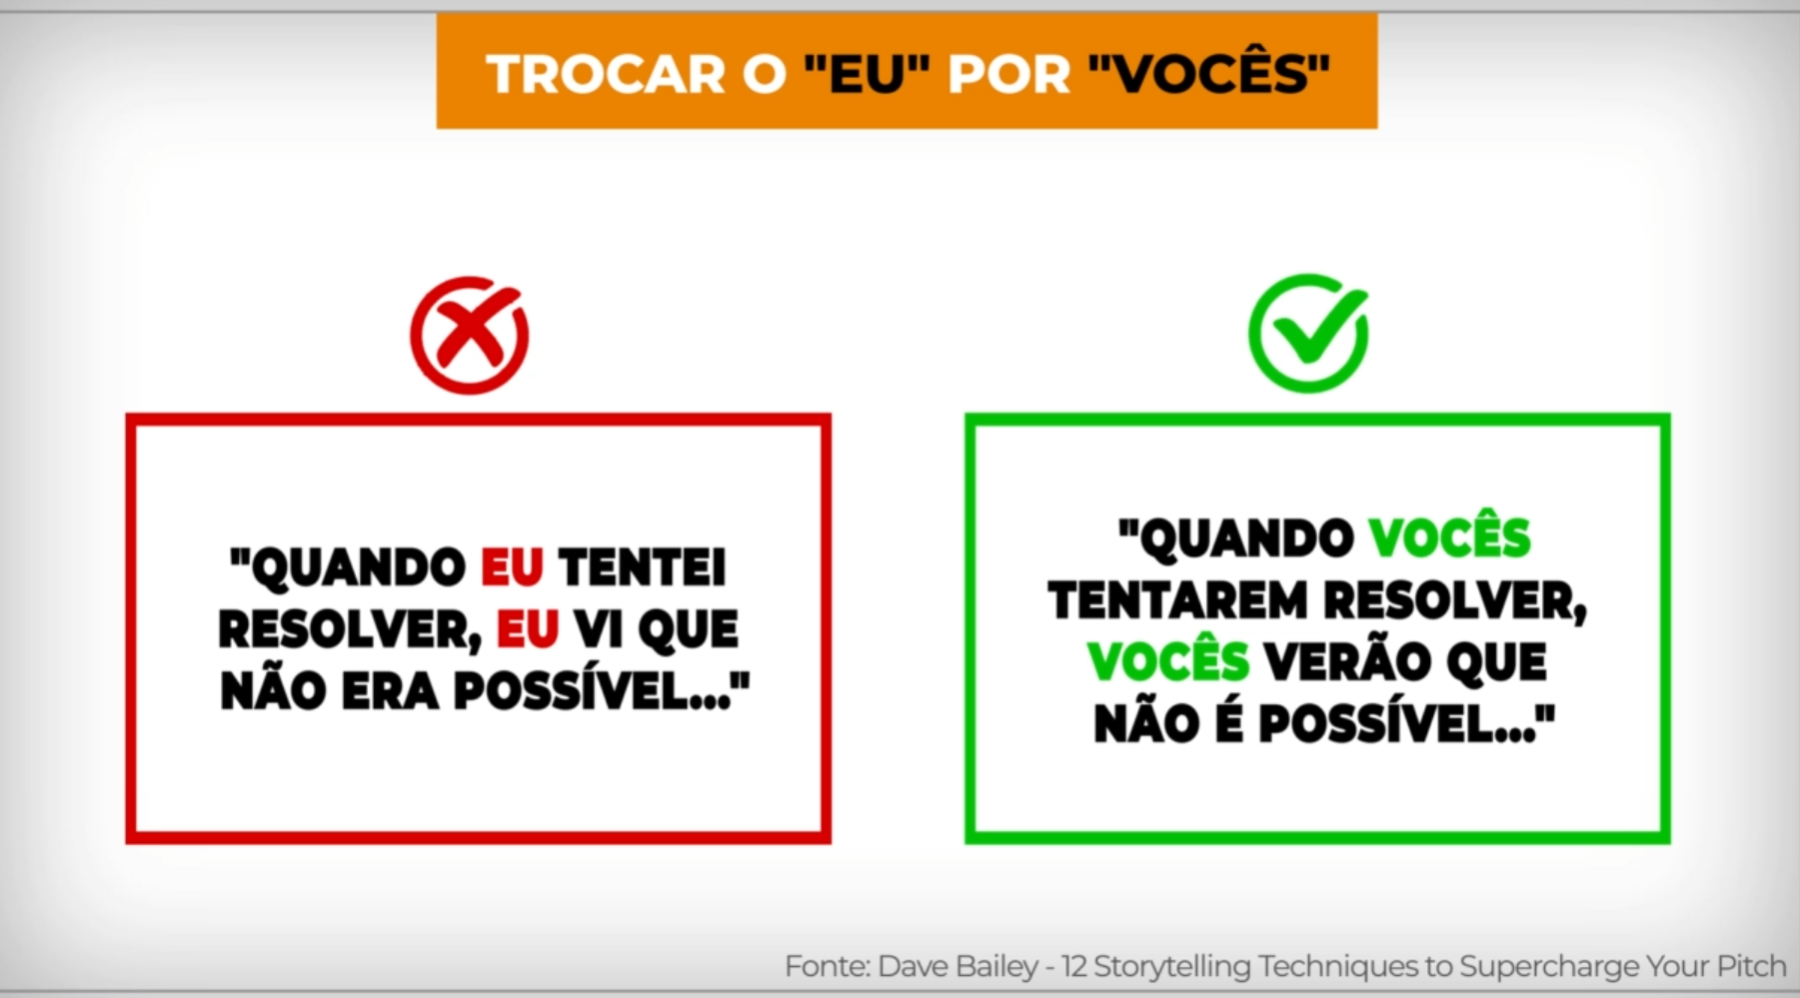 TROCAR O "EU" POR "VOCÊS"
"QUANDO EU TENTEI
RESOLVER, EU VI QUE
NÃO ERA POSSÍVEL..."
"QUANDO VOCÊS
TENTAREM RESOLVER,
VOCÊS VERÃO QUE
NÃO É POSSÍVEL..."
Fonte: Dave Bailey - 12 Storytelling Techniques to Supercharge Your Pitch